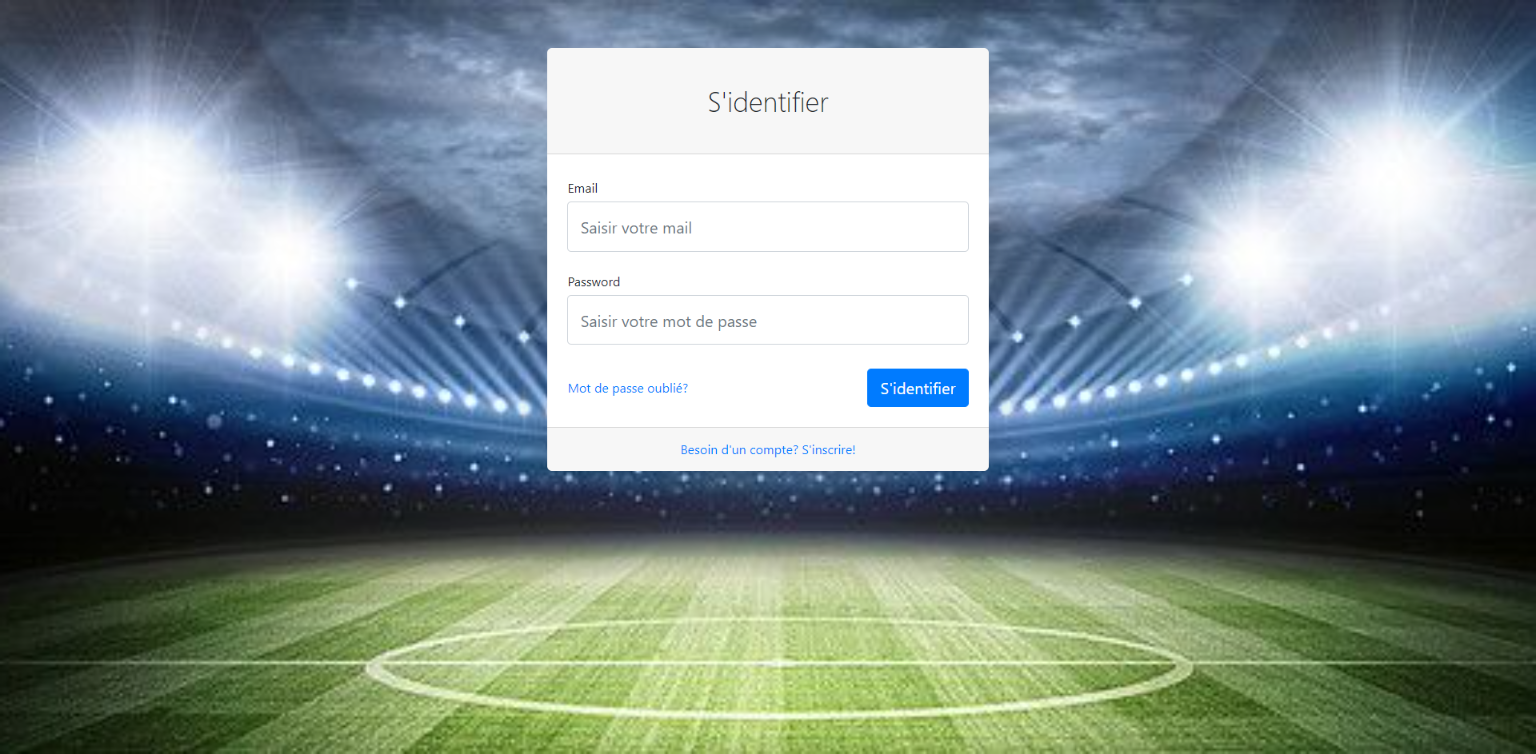 S'identifier
Email
Saisir votre mail
Password
Saisir votre mot de passe
Mot de passe oublié?
S'identifier
Besoin d'un compte? S'inscrire!